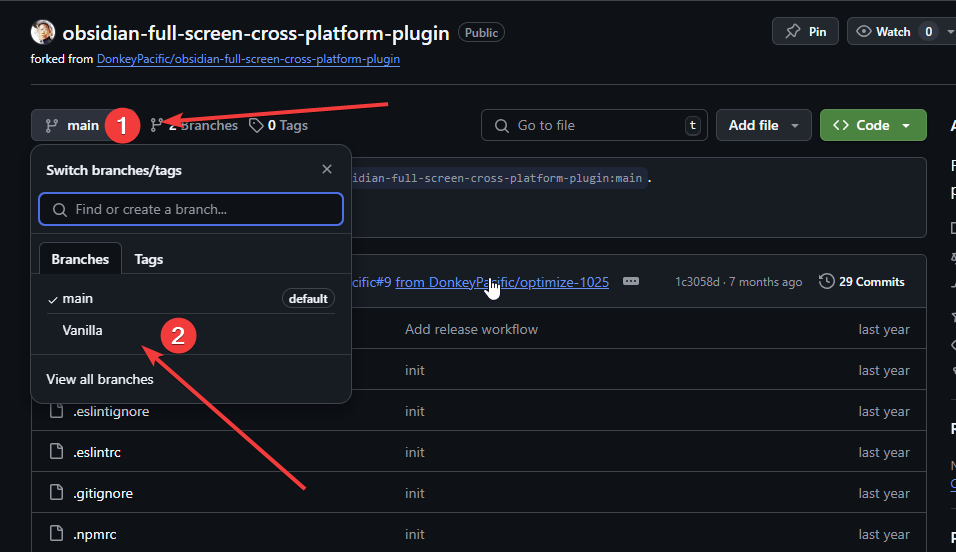 obsidian-full-screen-cross-platform-plugin Public Pin Watch 0
forked from DonkeyPacific/obsidian-full-screen-cross-platform-plugin
main 1 2 Branches 0 Tags Go to file t Add file Code
Switch branches/tags
idian-full-screen-cross-platform-plugin:main .
Find or create a branch...
Branches Tags
cific#9 from DonkeyPacific/optimize-1025 1c3058d · 7 months ago 29 Commits
main default
Vanilla 2
Add release workflow last year
View all branches
init last year
.eslintignore init last year
.eslintrc init last year
.gitignore init last year
.npmrc init last year